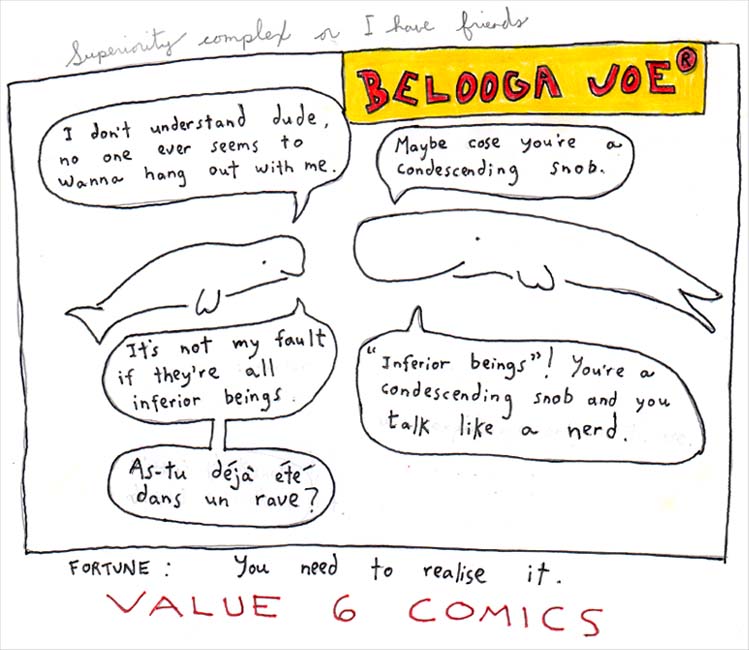 Superiority complex or I have friends
BELOOGA JOE®
I don't understand dude,
no one ever seems to
wanna hang out with me.
Maybe cose you're a
condescending snob.
It's not my fault
if they're all
inferior beings.
"Inferior beings"! You're a
condescending snob and you
talk like a nerd.
As-tu déjà été
dans un rave?
FORTUNE: You need to realise it.
VALUE 6 COMICS